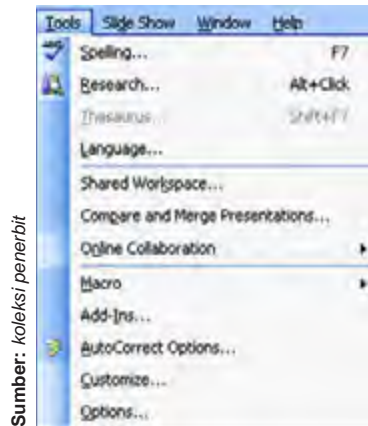 Tools Slide Show Window Help
Spelling... F7
Research... Alt+Click
Thesaurus... Shift+F7
Language...
Shared Workspace...
Compare and Merge Presentations...
Online Collaboration
Macro
Add-Ins...
AutoCorrect Options...
Customize...
Options...
Sumber: koleksi penerbit